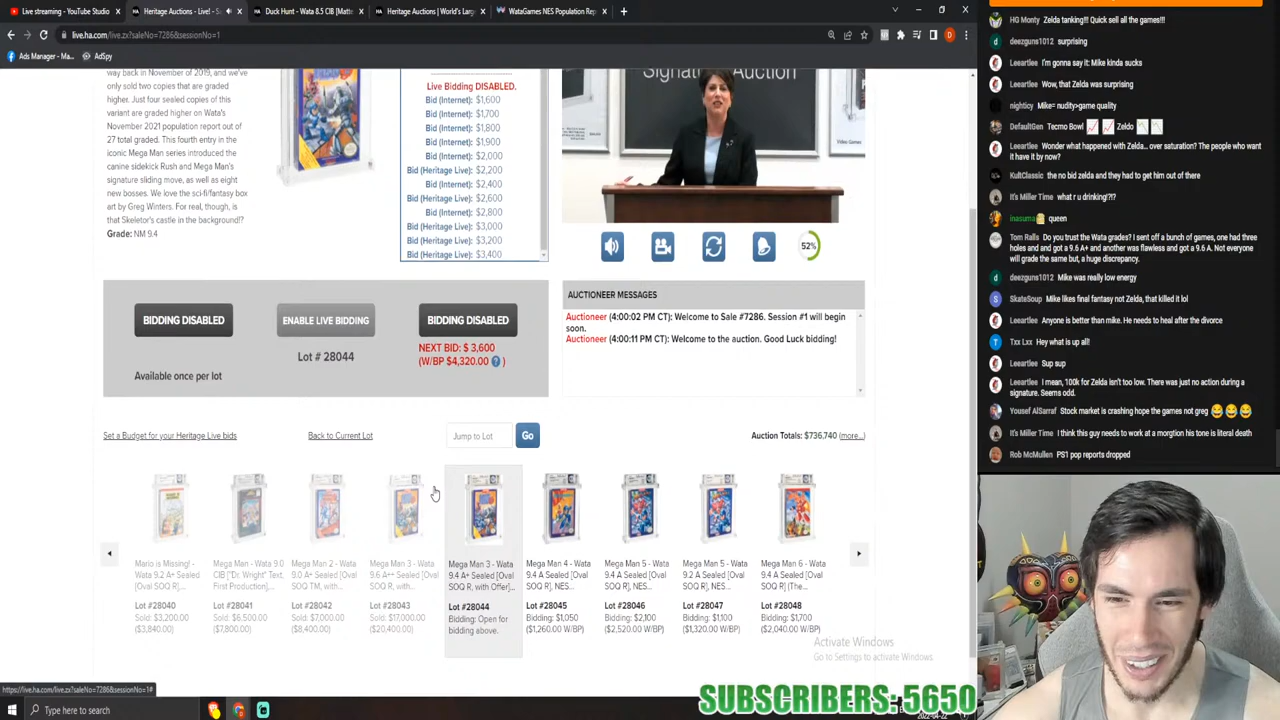 Live streaming - YouTube Studio
Heritage Auctions - Live! - Sa
Duck Hunt - Wata 8.5 CIB [Matte
Heritage Auctions | World's Larg
WataGames NES Population Rep
live.ha.com/live.zx?saleNo=7286&sessionNo=1
Ads Manager - Ma...
AdSpy
way back in November of 2019, and we've
only sold two copies that are graded
higher. Just four sealed copies of this
variant are graded higher on Wata's
November 2021 population report out of
27 total graded. This fourth entry in the
iconic Mega Man series introduced the
canine sidekick Rush and Mega Man's
signature sliding move, as well as eight
new bosses. We love the sci-fi/fantasy box
art by Greg Winters. For real, though, is
that Skeletor's castle in the background?
Grade: NM 9.4
Live Bidding DISABLED.
Bid (Internet): $1,600
Bid (Internet): $1,700
Bid (Internet): $1,800
Bid (Internet): $1,900
Bid (Internet): $2,000
Bid (Heritage Live): $2,200
Bid (Internet): $2,400
Bid (Heritage Live): $2,600
Bid (Internet): $2,800
Bid (Heritage Live): $3,000
Bid (Heritage Live): $3,200
Bid (Heritage Live): $3,400
Signature Auction
Video Games
52%
BIDDING DISABLED
ENABLE LIVE BIDDING
BIDDING DISABLED
Lot # 28044
Available once per lot
NEXT BID: $ 3,600
(W/BP $4,320.00 ?)
AUCTIONEER MESSAGES
Auctioneer (4:00:02 PM CT): Welcome to Sale #7286. Session #1 will begin
soon.
Auctioneer (4:00:11 PM CT): Welcome to the auction. Good Luck bidding!
Set a Budget for your Heritage Live bids
Back to Current Lot
Jump to Lot
Go
Auction Totals: $736,740 (more...)
Mario is Missing! -
Wata 9.2 A+ Sealed
[Oval SOQ R]...
Lot #28040
Sold: $3,200.00
($3,840.00)
Mega Man - Wata 9.0
CIB ["Dr. Wright" Text,
First Production]...
Lot #28041
Sold: $6,500.00
($7,800.00)
Mega Man 2 - Wata
9.0 A+ Sealed [Oval
SOQ TM, with...
Lot #28042
Sold: $7,000.00
($8,400.00)
Mega Man 3 - Wata
9.6 A++ Sealed [Oval
SOQ R, with Offer]...
Lot #28043
Sold: $17,000.00
($20,400.00)
Mega Man 3 - Wata
9.4 A+ Sealed [Oval
SOQ R, with Offer]...
Lot #28044
Bidding: Open for
bidding above.
Mega Man 4 - Wata
9.4 A Sealed [Oval
SOQ R], NES...
Lot #28045
Bidding: $1,050
($1,260.00 W/BP)
Mega Man 5 - Wata
9.4 A Sealed [Oval
SOQ R], NES...
Lot #28046
Bidding: $2,100
($2,520.00 W/BP)
Mega Man 5 - Wata
9.2 A Sealed [Oval
SOQ R], NES...
Lot #28047
Bidding: $1,100
($1,320.00 W/BP)
Mega Man 6 - Wata
9.4 A Sealed [Oval
SOQ R] (The...
Lot #28048
Bidding: $1,700
($2,040.00 W/BP)
Activate Windows
Go to Settings to activate Windows.
https://live.ha.com/live.zx?saleNo=7286&sessionNo=1#
Type here to search
SUBSCRIBERS: 5650
HG Monty Zelda tanking!!! Quick sell all the games!!!
deezguns1012 surprising
Leeartlee I'm gonna say it: Mike kinda sucks
Leeartlee Wow, that Zelda was surprising
nighticy Mike= nudity>game quality
DefaultGen Tecmo Bowl 📈 📈 Zeldo 📉 📉
Leeartlee Wonder what happened with Zelda... over saturation? The people who want
it have it by now?
KultClassic the no bid zelda and they had to get him out of there
It's Miller Time what r u drinking!?!?
inasuma queen
Tom Ralls Do you trust the Wata grades? I sent off a bunch of games, one had three
holes and and got a 9.6 A+ and another was flawless and got a 9.6 A. Not everyone
will grade the same but, a huge discrepancy.
deezguns1012 Mike was really low energy
SkateSoup Mike likes final fantasy not Zelda, that killed it lol
Leeartlee Anyone is better than mike. He needs to heal after the divorce
Txx Lxx Hey what is up all!
Leeartlee Sup sup
Leeartlee I mean, 100k for Zelda isn't too low. There was just no action during a
signature. Seems odd.
Yousef AlSarraf Stock market is crashing hope the games not greg 😂😂😂
It's Miller Time I think this guy needs to work at a morgtion his tone is literal death
Rob McMullen PS1 pop reports dropped